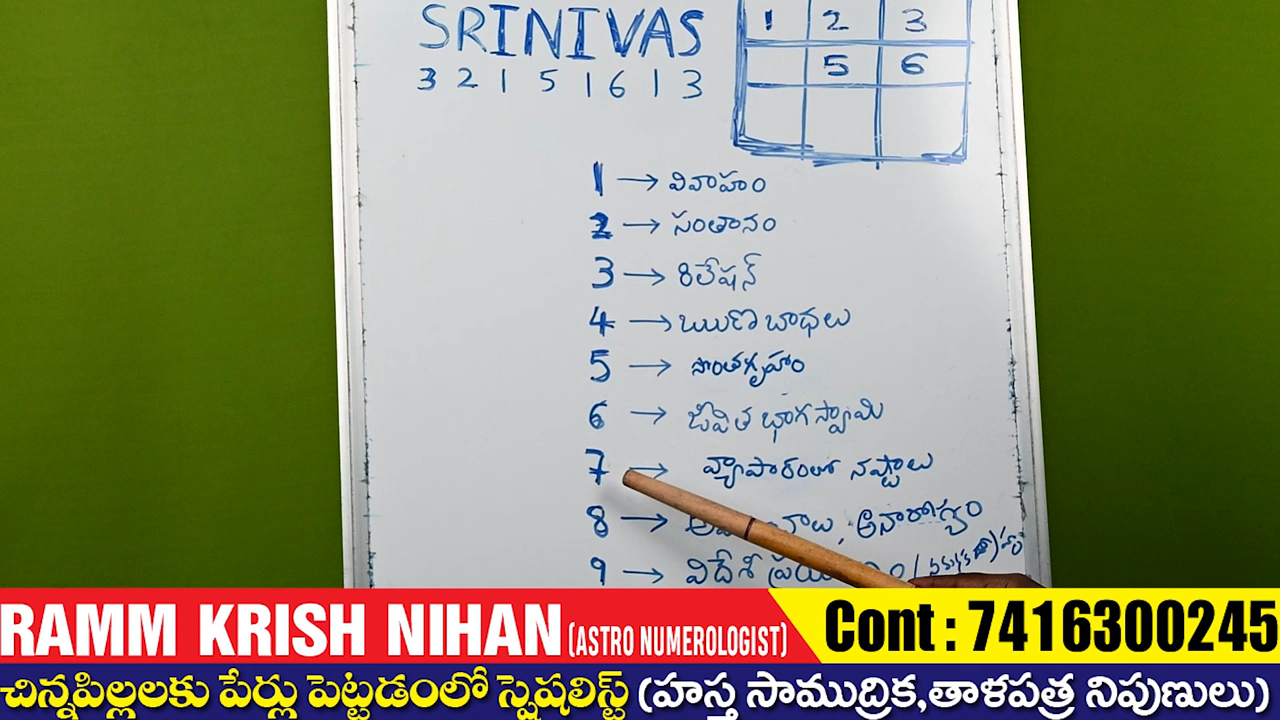 SRINIVAS
3 2 1 5 1 6 1 3
1 2 3
5 6
1 → వివాహం
2 → సంతానం
3 → రిలేషన్
4 → ఋణ బాధలు
5 → సొంతగృహం
6 → జీవిత భాగస్వామి
7 → వ్యాపారంలో నష్టాలు
8 → , అనారోగ్యం
9 → విదేశీ
RAMM KRISH NIHAN (ASTRO NUMEROLOGIST) Cont : 7416300245
చిన్నపిల్లలకు పేర్లు పెట్టడంలో స్పెషలిస్ట్ (హస్త సాముద్రిక,తాళపత్ర నిపుణులు)